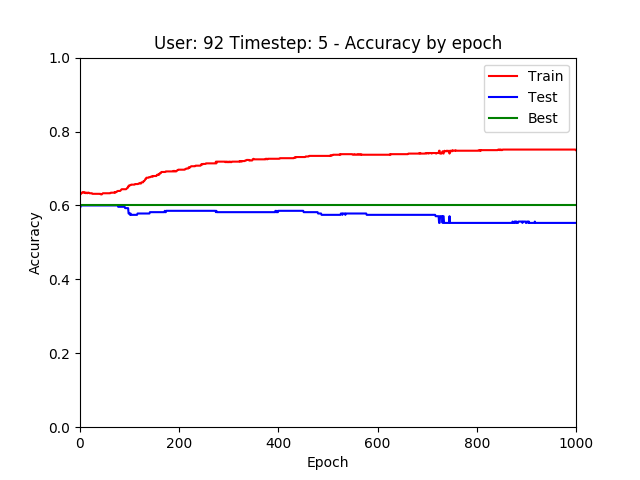 User: 92 Timestep: 5 - Accuracy by epoch
1.0
0.8
0.6
0.4
0.2
0.0
Accuracy
0 200 400 600 800 1000
Epoch
Train
Test
Best